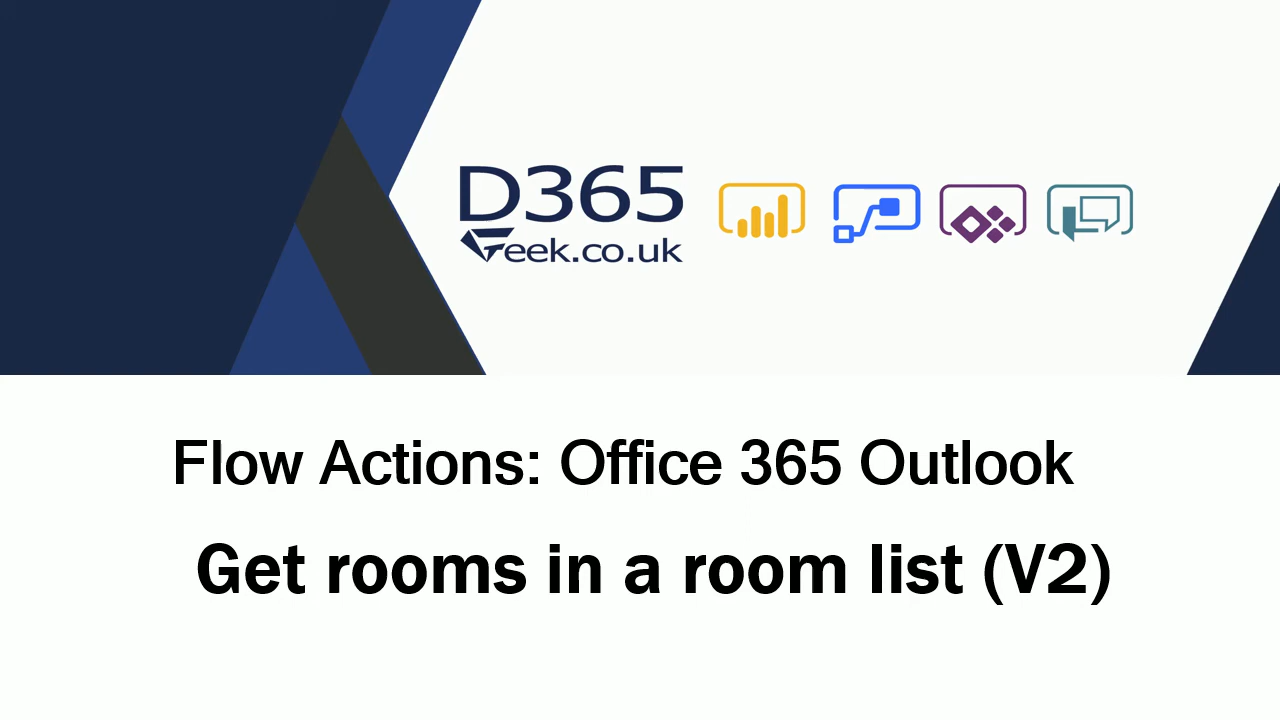 D365
Geek.co.uk
Flow Actions: Office 365 Outlook
Get rooms in a room list (V2)